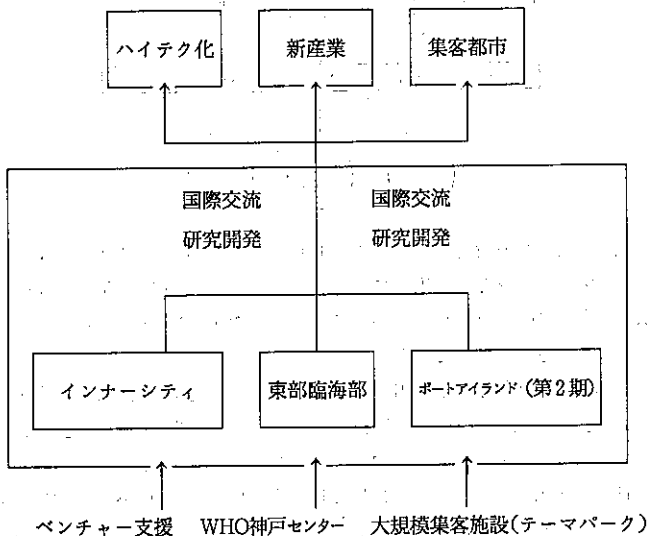 ハイテク化 新産業 集客都市
国際交流 国際交流
研究開発 研究開発
インナーシティ 東部臨海部 ポートアイランド(第2期)
ベンチャー支援 WHO神戸センター 大規模集客施設(テーマパーク)